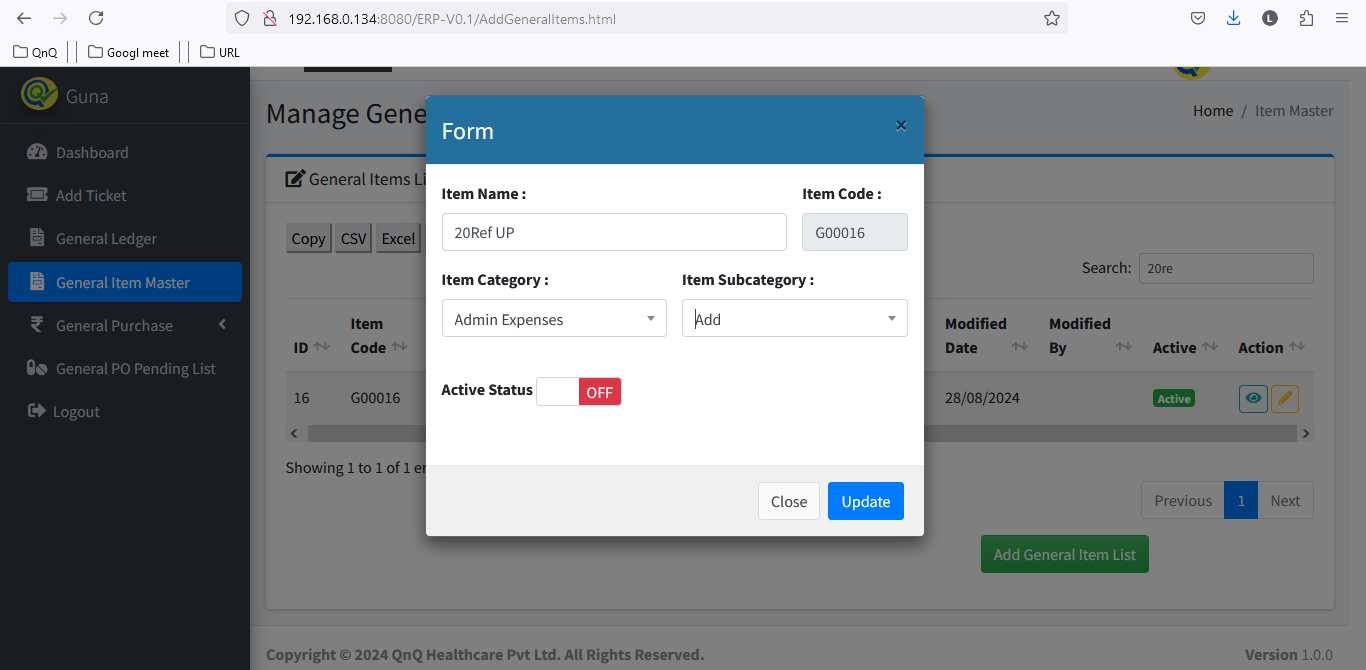 192.168.0.134:8080/ERP-V0.1/AddGeneralItems.html
L
QnQ
Googl meet
URL
Guna
Dashboard
Add Ticket
General Ledger
General Item Master
General Purchase
General PO Pending List
Logout
Manage Gene
Home / Item Master
General Items Li
Copy CSV Excel
Search: 20re
ID Item Code Modified Date Modified By Active Action
16 G00016 28/08/2024 Active
Showing 1 to 1 of 1 en
Previous 1 Next
Add General Item List
Form ×
Item Name : Item Code :
20Ref UP G00016
Item Category : Item Subcategory :
Admin Expenses Add
Active Status OFF
Close Update
Copyright © 2024 QnQ Healthcare Pvt Ltd. All Rights Reserved.
Version 1.0.0